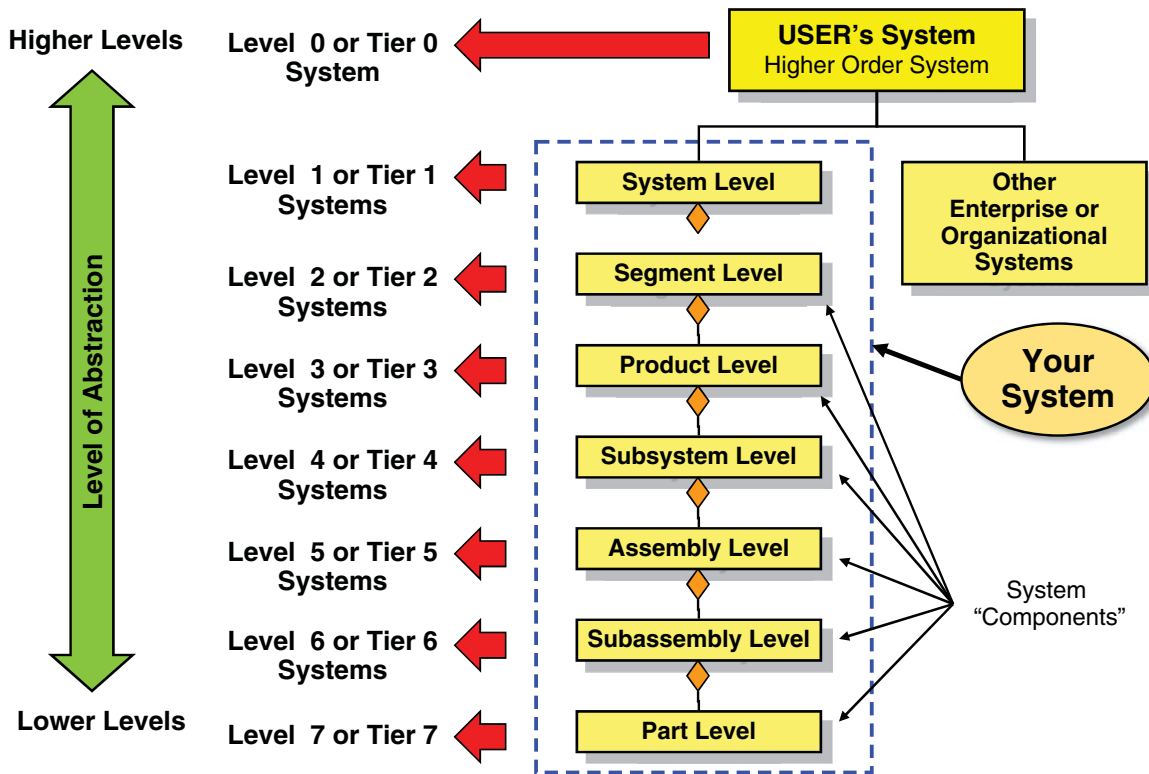 Higher Levels
Level 0 or Tier 0
System
USER's System
Higher Order System
Level 1 or Tier 1
Systems
System Level
Other
Enterprise or
Organizational
Systems
Level 2 or Tier 2
Systems
Segment Level
Level of Abstraction
Level 3 or Tier 3
Systems
Product Level
Your
System
Level 4 or Tier 4
Systems
Subsystem Level
Level 5 or Tier 5
Systems
Assembly Level
System
“Components”
Level 6 or Tier 6
Systems
Subassembly Level
Lower Levels
Level 7 or Tier 7
Part Level